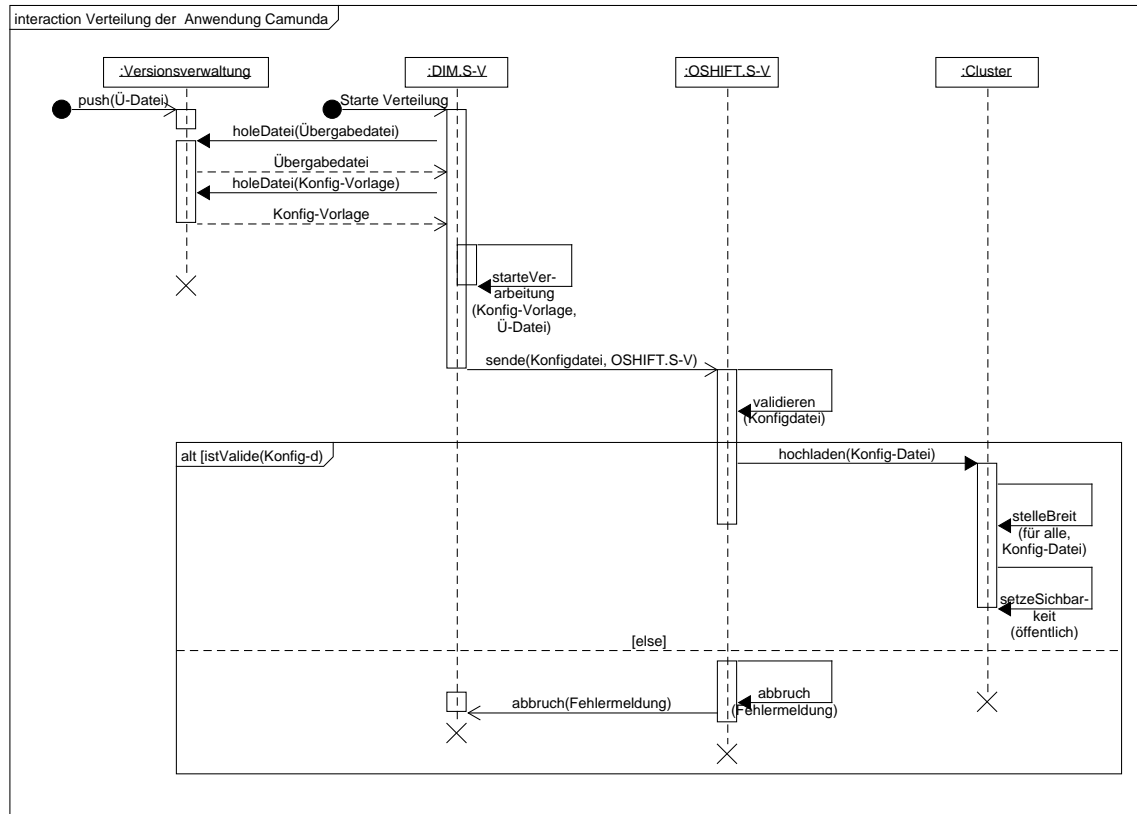 interaction Verteilung der Anwendung Camunda
:Versionsverwaltung
:DIM.S-V
:OSHIFT.S-V
:Cluster
push(Ü-Datei)
Starte Verteilung
holeDatei(Übergabedatei)
Übergabedatei
holeDatei(Konfig-Vorlage)
Konfig-Vorlage
starteVer-
arbeitung
(Konfig-Vorlage,
Ü-Datei)
sende(Konfigdatei, OSHIFT.S-V)
validieren
(Konfigdatei)
alt [istValide(Konfig-d)
hochladen(Konfig-Datei)
stelleBreit
(für alle,
Konfig-Datei)
setzeSichbar-
keit
(öffentlich)
[else]
abbruch
(Fehlermeldung)
abbruch(Fehlermeldung)